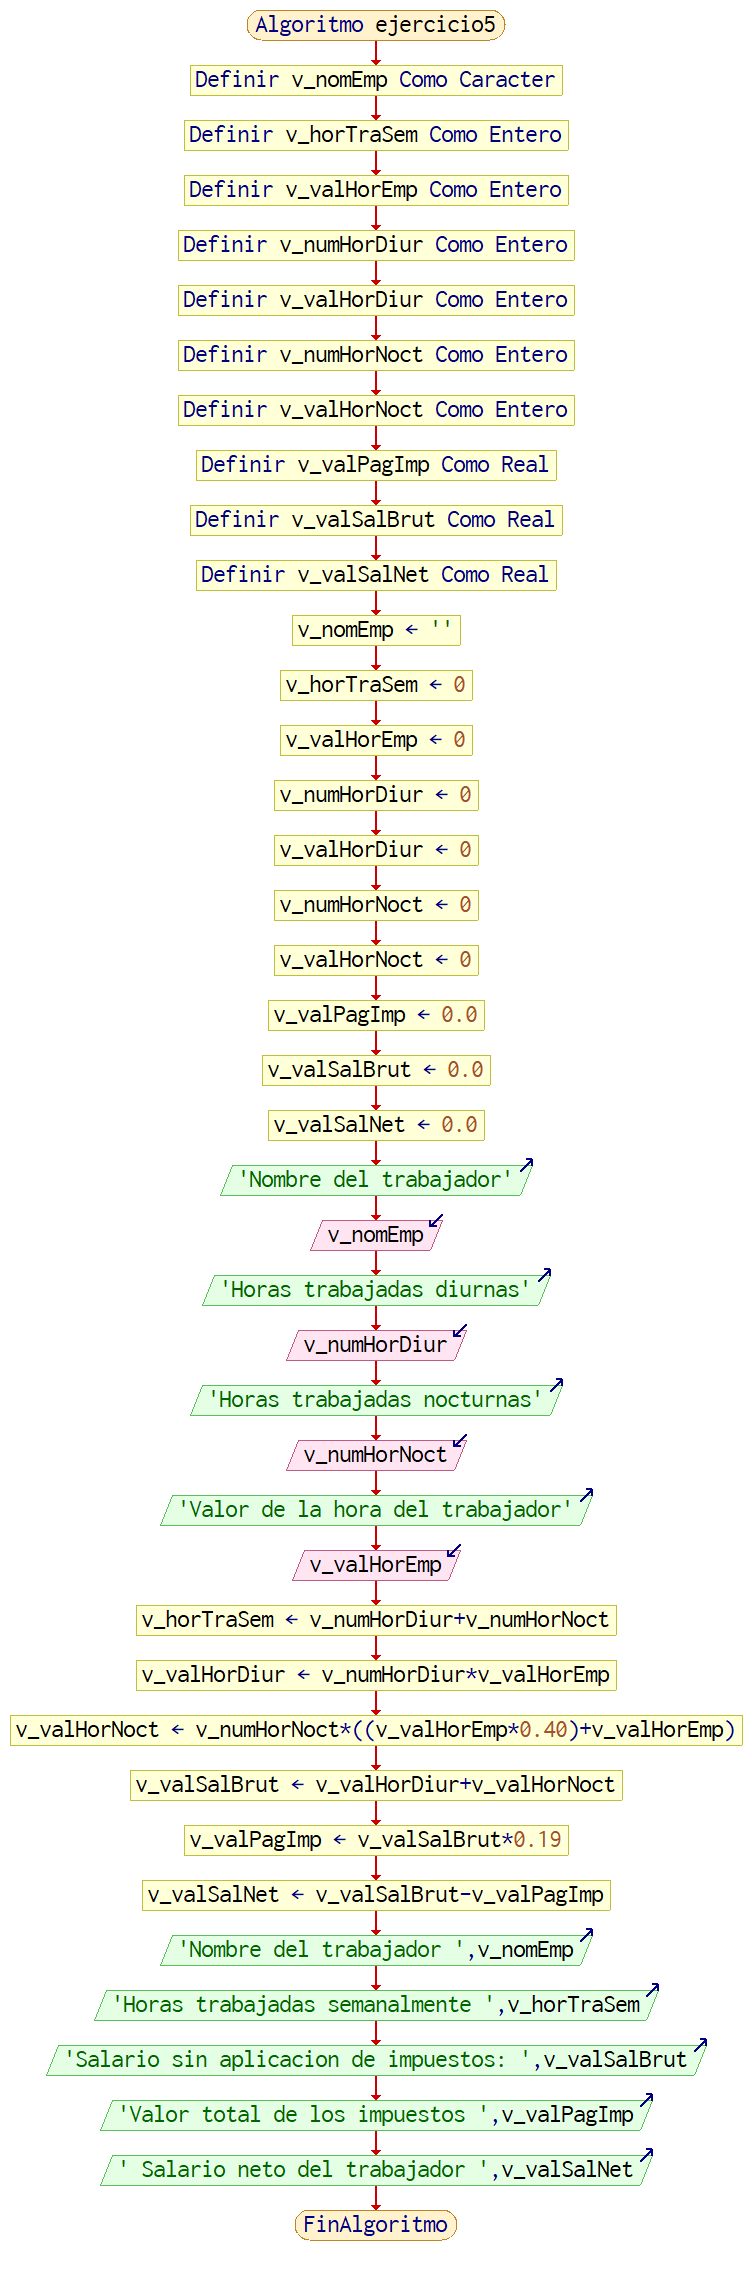 Algoritmo ejercicio5
Definir v_nomEmp Como Caracter
Definir v_horTraSem Como Entero
Definir v_valHorEmp Como Entero
Definir v_numHorDiur Como Entero
Definir v_valHorDiur Como Entero
Definir v_numHorNoct Como Entero
Definir v_valHorNoct Como Entero
Definir v_valPagImp Como Real
Definir v_valSalBrut Como Real
Definir v_valSalNet Como Real
v_nomEmp ← ''
v_horTraSem ← 0
v_valHorEmp ← 0
v_numHorDiur ← 0
v_valHorDiur ← 0
v_numHorNoct ← 0
v_valHorNoct ← 0
v_valPagImp ← 0.0
v_valSalBrut ← 0.0
v_valSalNet ← 0.0
'Nombre del trabajador'
v_nomEmp
'Horas trabajadas diurnas'
v_numHorDiur
'Horas trabajadas nocturnas'
v_numHorNoct
'Valor de la hora del trabajador'
v_valHorEmp
v_horTraSem ← v_numHorDiur+v_numHorNoct
v_valHorDiur ← v_numHorDiur*v_valHorEmp
v_valHorNoct ← v_numHorNoct*((v_valHorEmp*0.40)+v_valHorEmp)
v_valSalBrut ← v_valHorDiur+v_valHorNoct
v_valPagImp ← v_valSalBrut*0.19
v_valSalNet ← v_valSalBrut-v_valPagImp
'Nombre del trabajador ',v_nomEmp
'Horas trabajadas semanalmente ',v_horTraSem
'Salario sin aplicacion de impuestos: ',v_valSalBrut
'Valor total de los impuestos ',v_valPagImp
' Salario neto del trabajador ',v_valSalNet
FinAlgoritmo